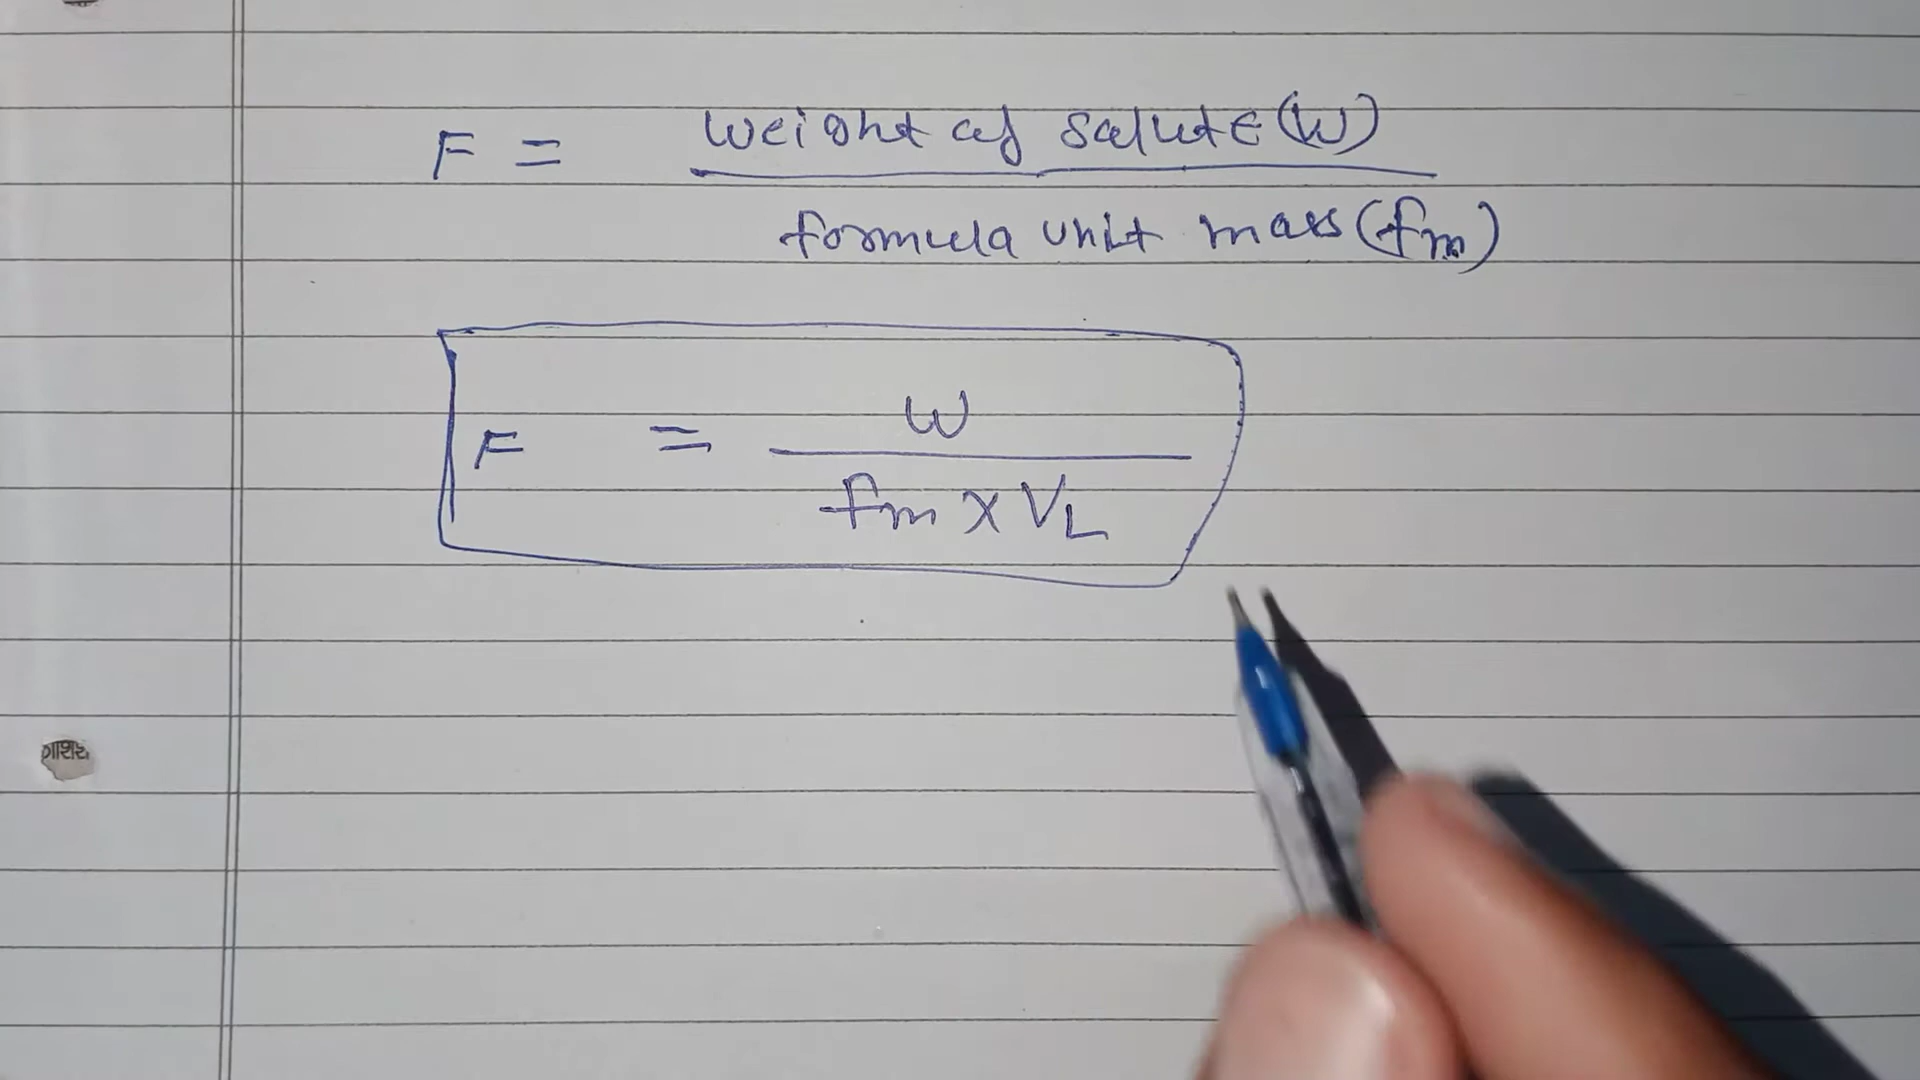 F = weight of solute (W)
formula unit mass (fm)
F = W
fm x VL